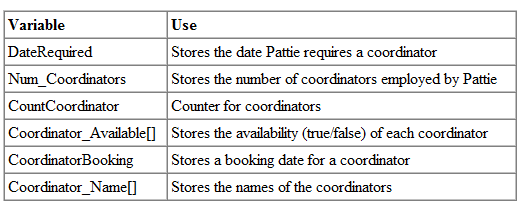 Variable Use
DateRequired Stores the date Pattie requires a coordinator
Num_Coordinators Stores the number of coordinators employed by Pattie
CountCoordinator Counter for coordinators
Coordinator_Available[] Stores the availability (true/false) of each coordinator
CoordinatorBooking Stores a booking date for a coordinator
Coordinator_Name[] Stores the names of the coordinators